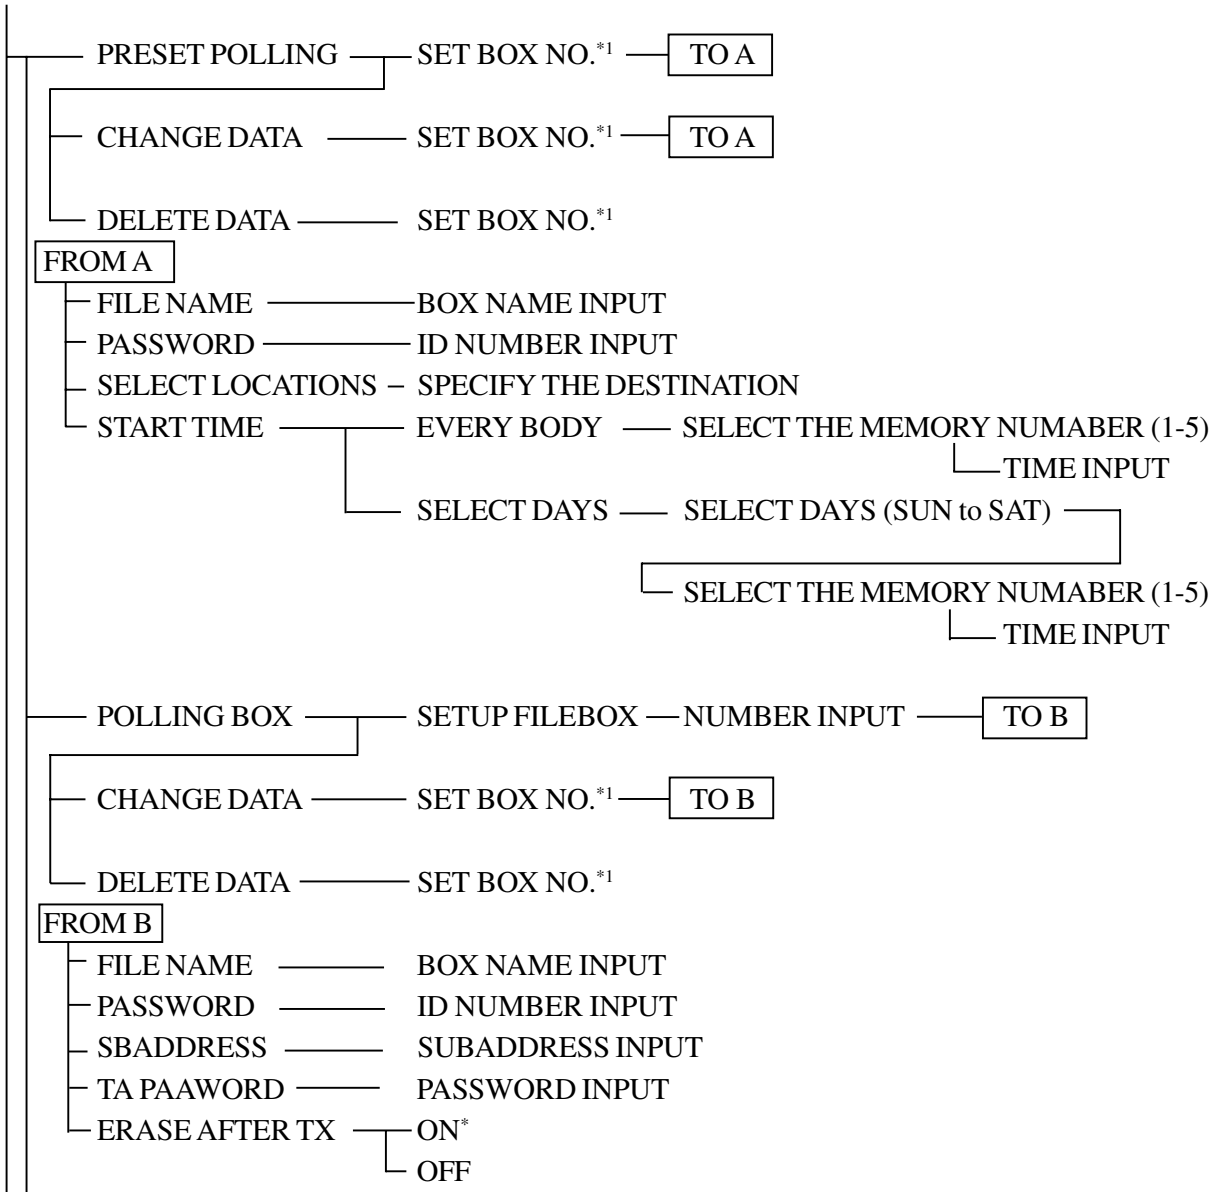 PRESET POLLING SET BOX NO.*1 TO A
CHANGE DATA SET BOX NO.*1 TO A
DELETE DATA SET BOX NO.*1
FROM A
FILE NAME BOX NAME INPUT
PASSWORD ID NUMBER INPUT
SELECT LOCATIONS SPECIFY THE DESTINATION
START TIME EVERY BODY SELECT THE MEMORY NUMABER (1-5)
TIME INPUT
SELECT DAYS SELECT DAYS (SUN to SAT)
SELECT THE MEMORY NUMABER (1-5)
TIME INPUT
POLLING BOX SETUP FILEBOX NUMBER INPUT TO B
CHANGE DATA SET BOX NO.*1 TO B
DELETE DATA SET BOX NO.*1
FROM B
FILE NAME BOX NAME INPUT
PASSWORD ID NUMBER INPUT
SBADDRESS SUBADDRESS INPUT
TA PAAWORD PASSWORD INPUT
ERASE AFTER TX ON*
OFF